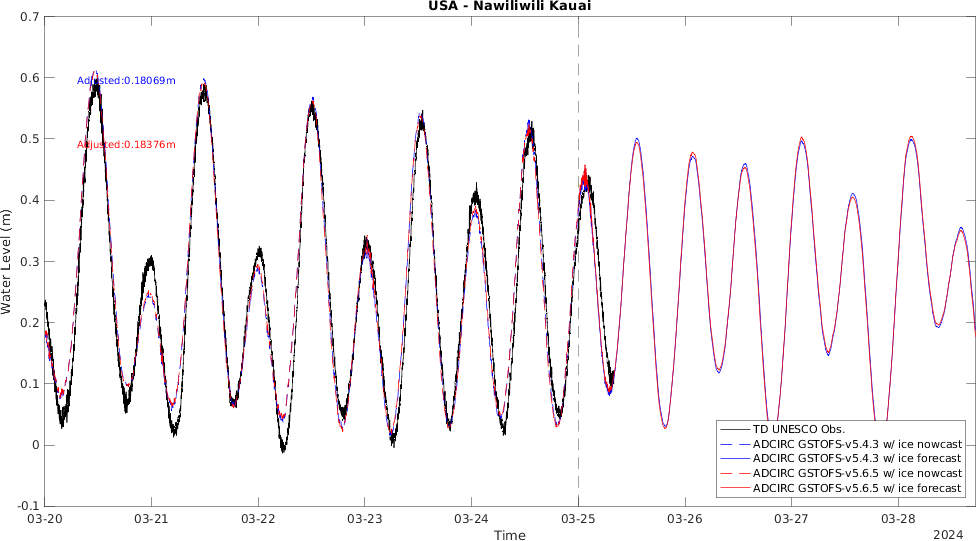 USA - Nawiliwili Kauai
0.7
0.6
0.5
0.4
0.3
0.2
0.1
0
-0.1
Water Level (m)
Adjusted:0.18069m
Adjusted:0.18376m
TD UNESCO Obs.
ADCIRC GSTOFS-v5.4.3 w/ ice nowcast
ADCIRC GSTOFS-v5.4.3 w/ ice forecast
ADCIRC GSTOFS-v5.6.5 w/ ice nowcast
ADCIRC GSTOFS-v5.6.5 w/ ice forecast
03-20 03-21 03-22 03-23 03-24 03-25 03-26 03-27 03-28
Time
2024